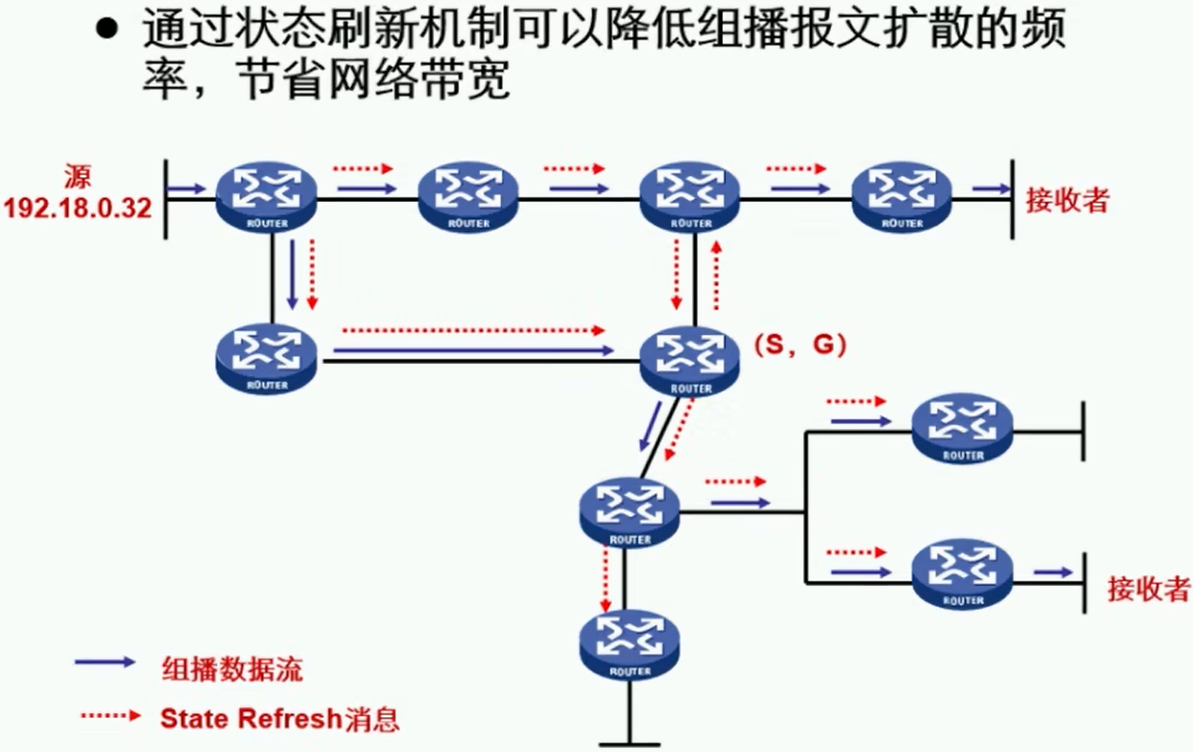 ● 通过状态刷新机制可以降低组播报文扩散的频
率，节省网络带宽
源
192.18.0.32
ROUTER
ROUTER
ROUTER
ROUTER
接收者
ROUTER
ROUTER
（S，G）
ROUTER
ROUTER
ROUTER
接收者
ROUTER
组播数据流
State Refresh消息